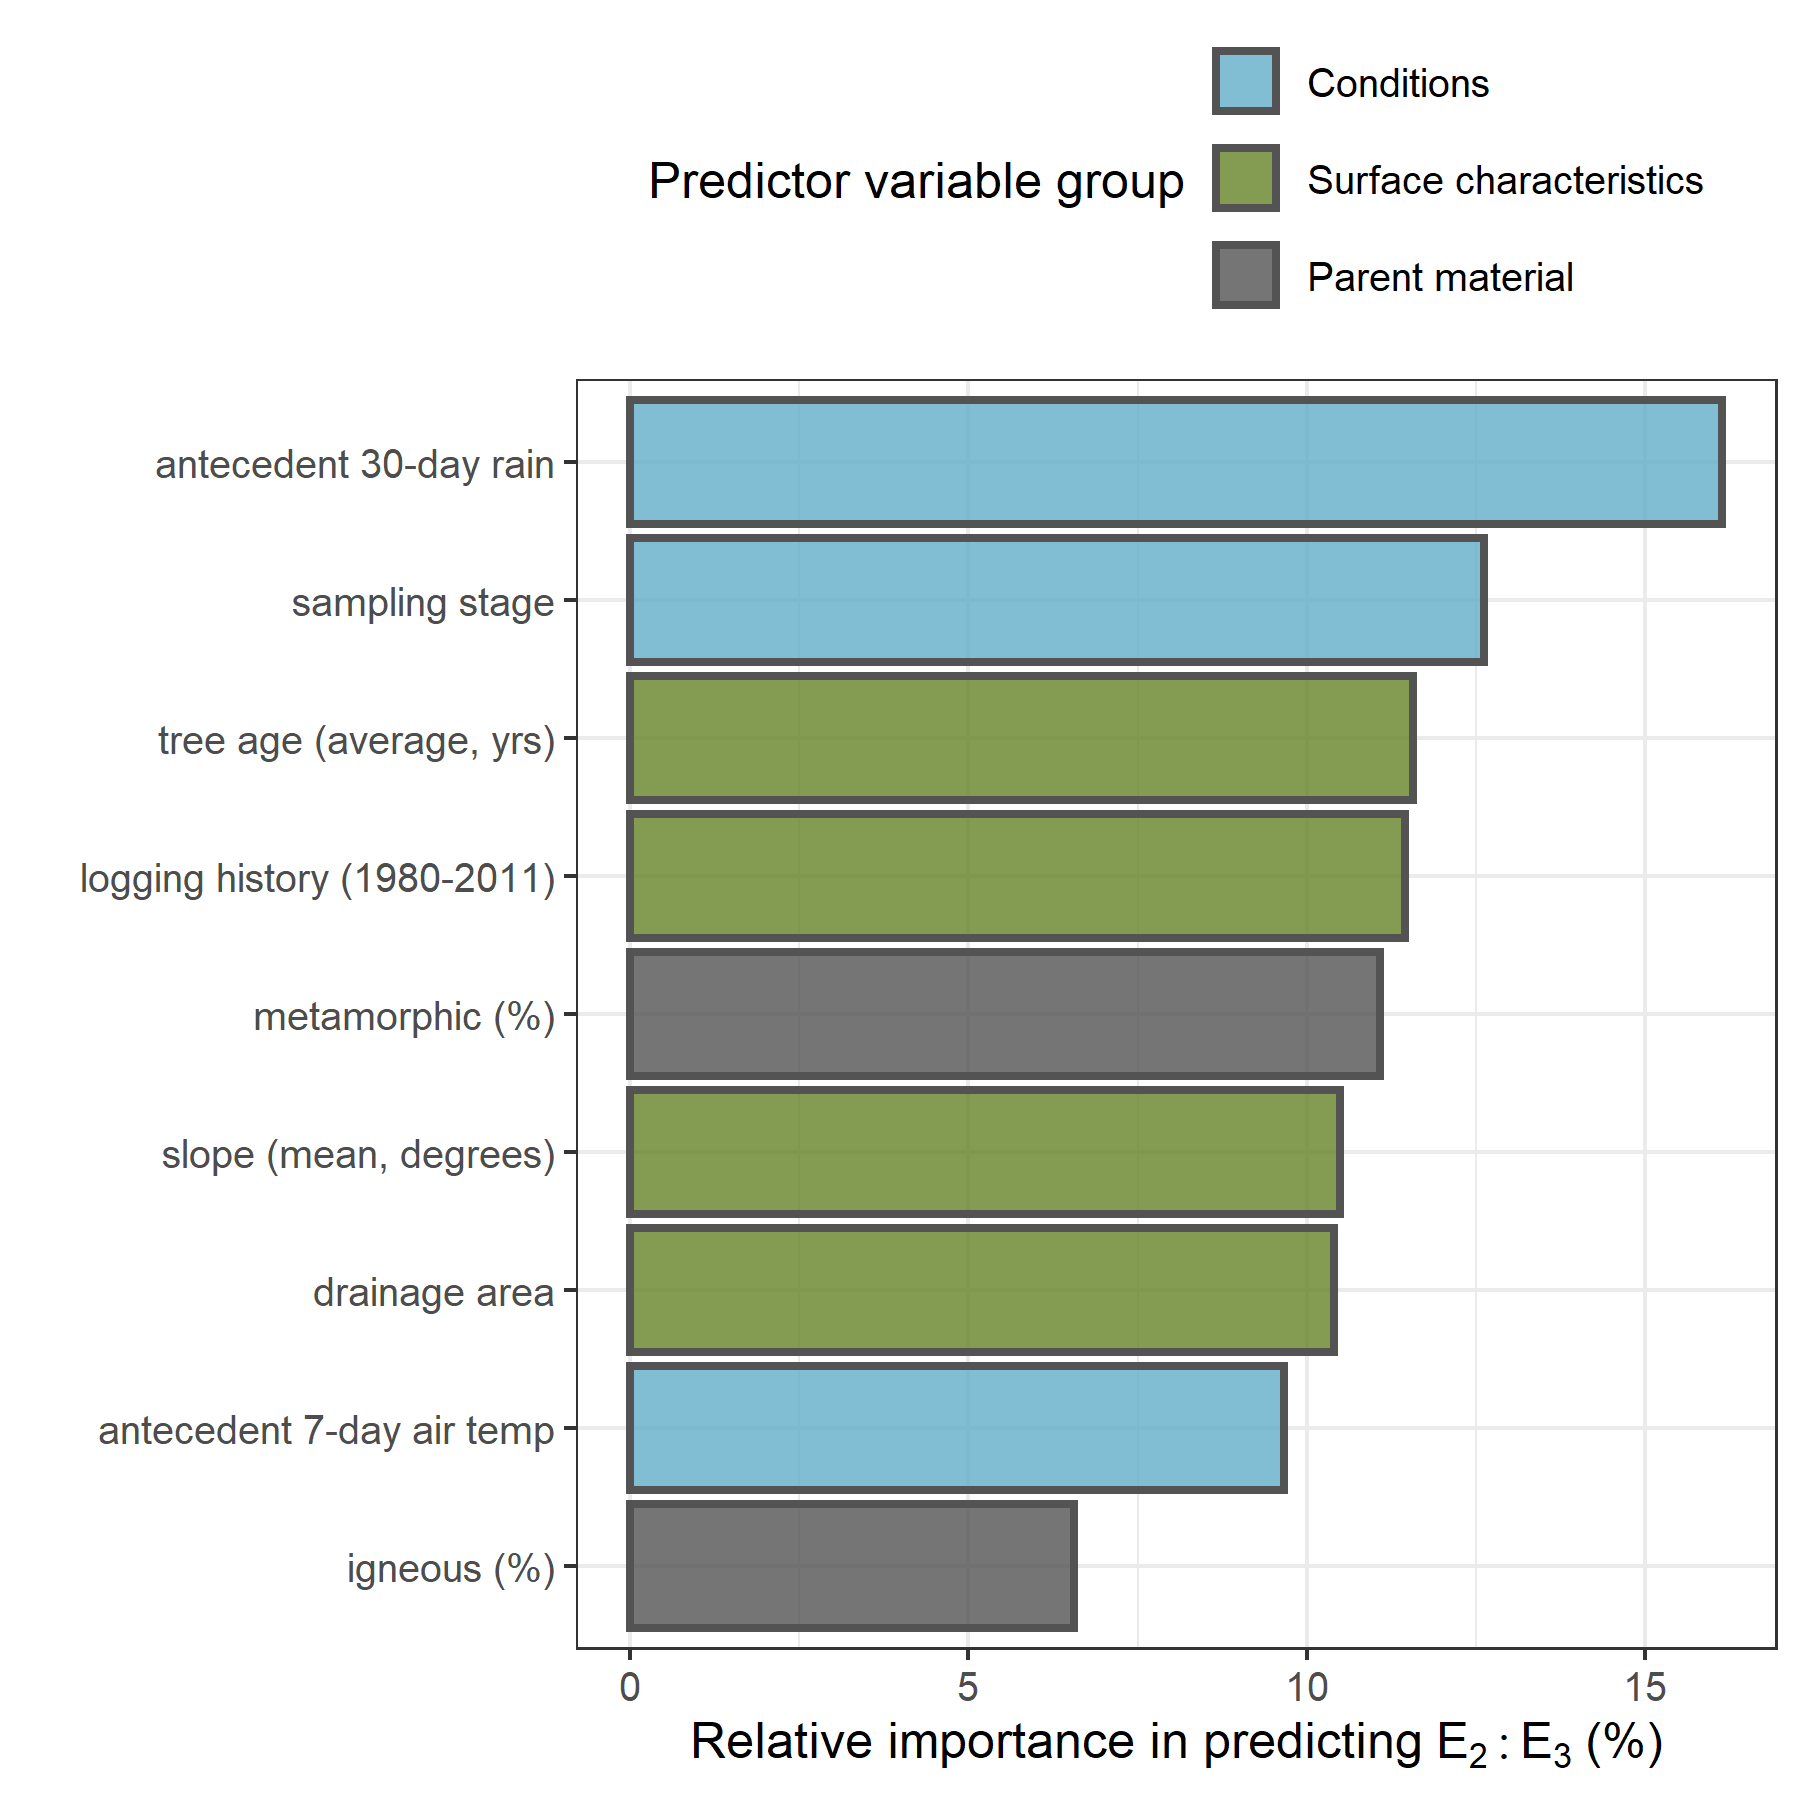 Predictor variable group
Conditions
Surface characteristics
Parent material
antecedent 30-day rain
sampling stage
tree age (average, yrs)
logging history (1980-2011)
metamorphic (%)
slope (mean, degrees)
drainage area
antecedent 7-day air temp
igneous (%)
0 5 10 15
Relative importance in predicting E₂ : E₃ (%)